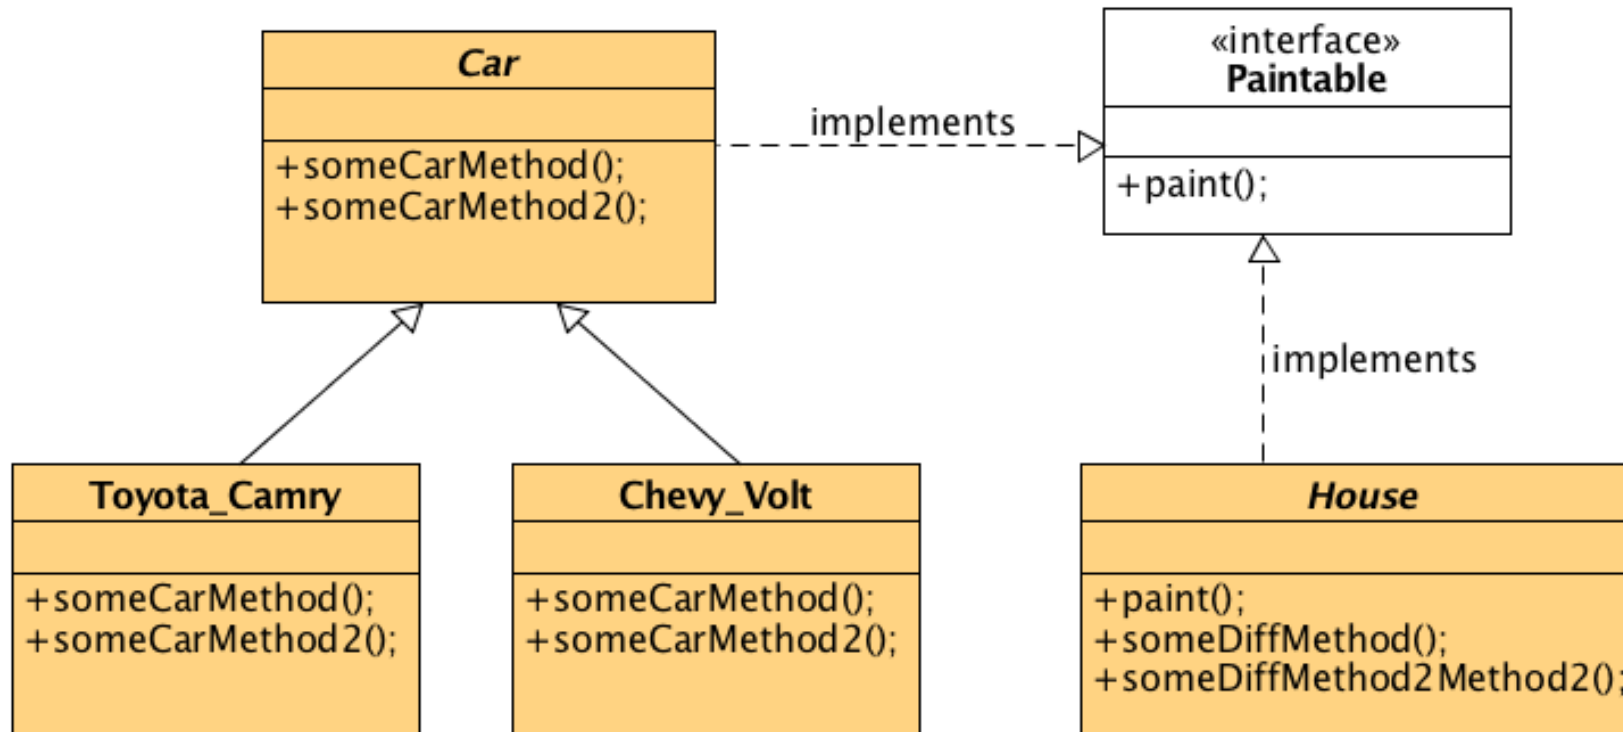 Car
+someCarMethod();
+someCarMethod2();
implements
«interface»
Paintable
+paint();
implements
Toyota_Camry
+someCarMethod();
+someCarMethod2();
Chevy_Volt
+someCarMethod();
+someCarMethod2();
House
+paint();
+someDiffMethod();
+someDiffMethod2Method2();